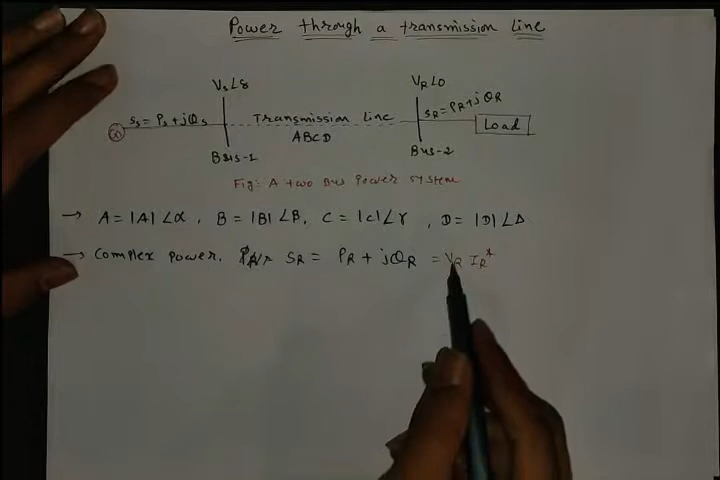 Power through a transmission line
Vs∠δ
VR∠0
Ss = Ps + jQs
Transmission line
SR = PR + jQR
Load
ABCD
Bus-1
Bus-2
Fig: A two Bus Power System
→ A = |A| ∠α, B = |B| ∠β, C = |C| ∠γ, D = |D| ∠Δ
→ Complex Power, SR = PR + jQR = VR IR*